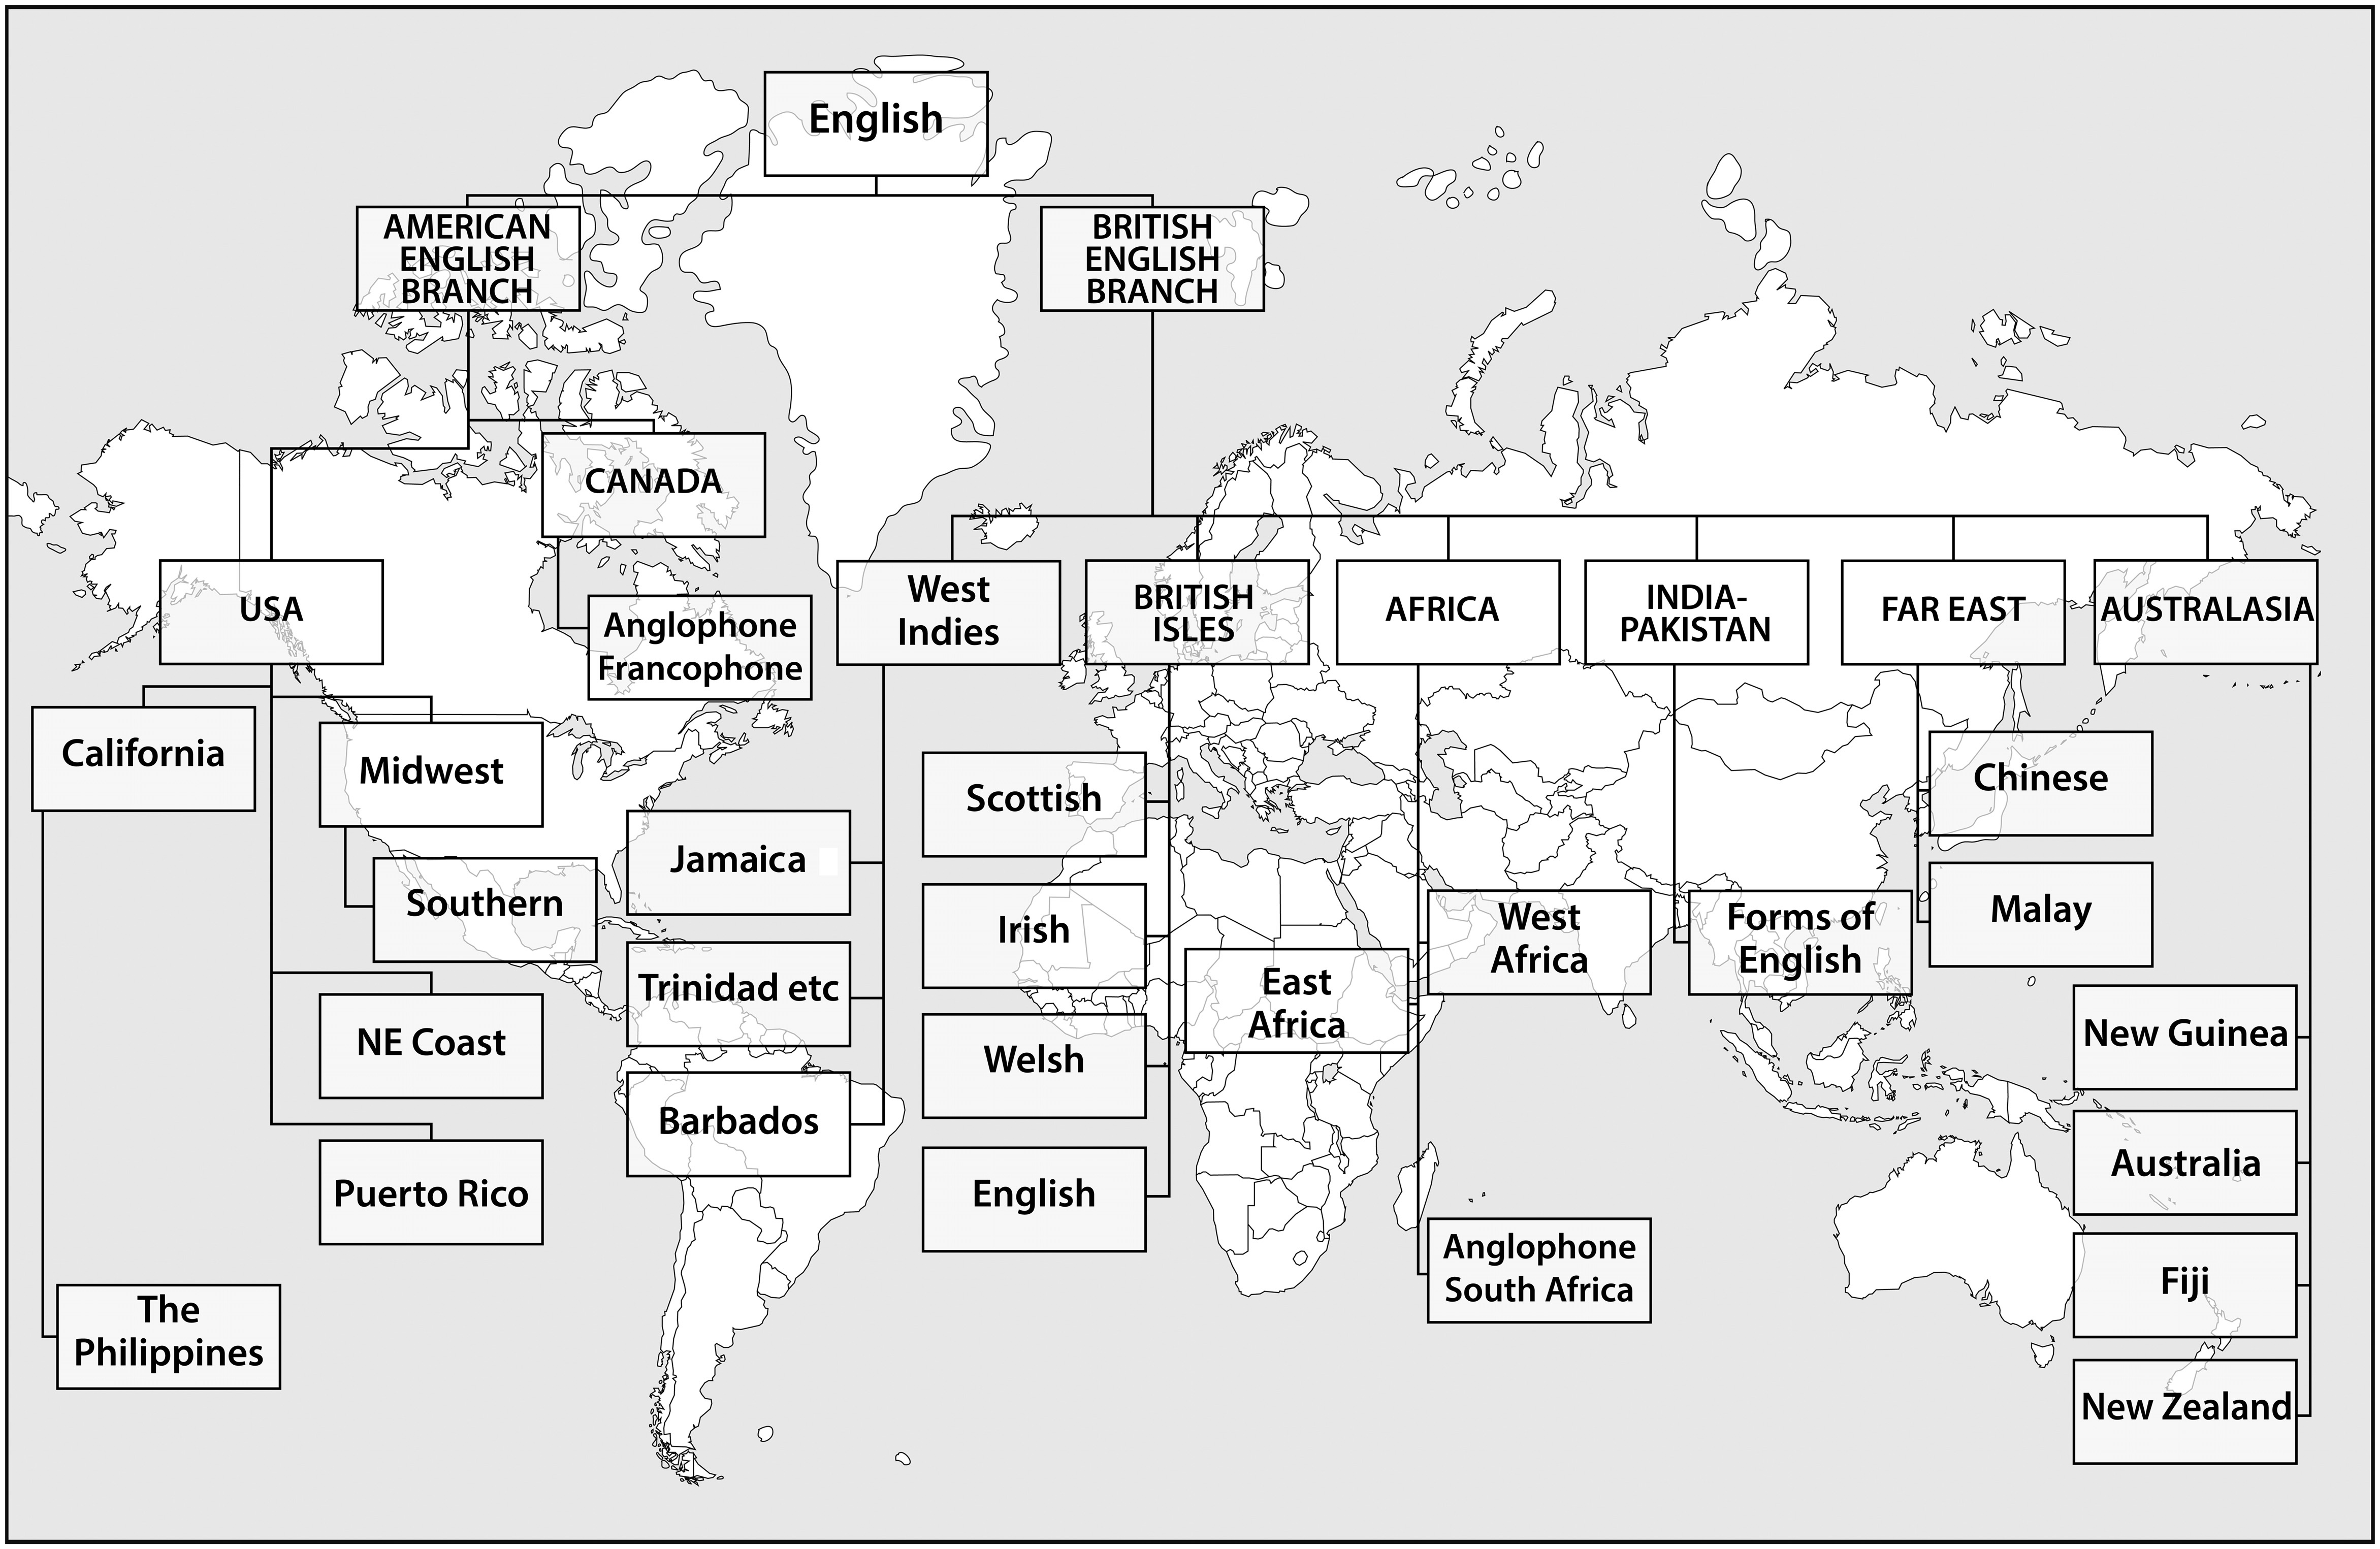 English
AMERICAN
ENGLISH
BRANCH
BRITISH
ENGLISH
BRANCH
CANADA
Anglophone
Francophone
USA
California
Midwest
Southern
NE Coast
Puerto Rico
The
Philippines
West
Indies
Jamaica
Trinidad etc
Barbados
BRITISH
ISLES
Scottish
Irish
Welsh
English
AFRICA
West
Africa
East
Africa
Anglophone
South Africa
INDIA-
PAKISTAN
Forms of
English
FAR EAST
Chinese
Malay
AUSTRALASIA
New Guinea
Australia
Fiji
New Zealand